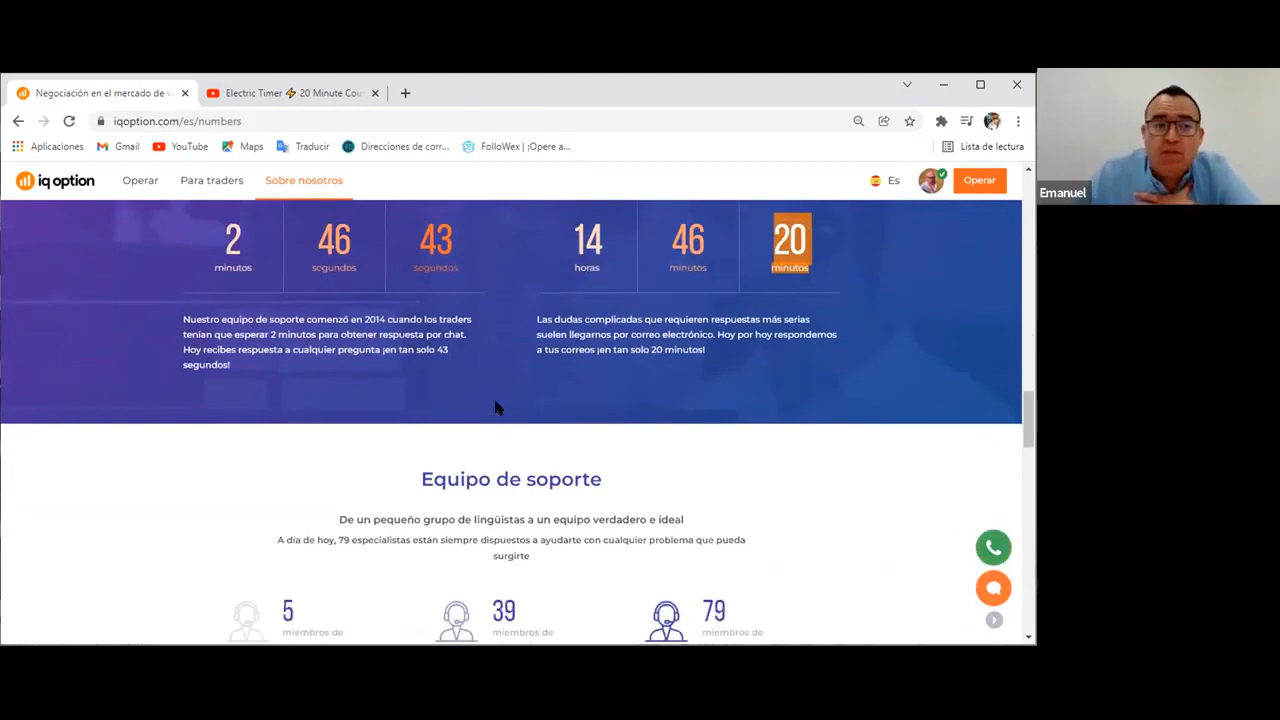 Negociación en el mercado de v
Electric Timer ⚡ 20 Minute Cou
iqoption.com/es/numbers
Aplicaciones
Gmail
YouTube
Maps
Traducir
Direcciones de corr...
FolloWex | ¡Opere a...
Lista de lectura
iq option
Operar
Para traders
Sobre nosotros
Es
Operar
Emanuel
2
minutos
46
segundos
43
segundos
14
horas
46
minutos
20
minutos
Nuestro equipo de soporte comenzó en 2014 cuando los traders
tenían que esperar 2 minutos para obtener respuesta por chat.
Hoy recibes respuesta a cualquier pregunta ¡en tan solo 43
segundos!
Las dudas complicadas que requieren respuestas más serias
suelen llegarnos por correo electrónico. Hoy por hoy respondemos
a tus correos ¡en tan solo 20 minutos!
Equipo de soporte
De un pequeño grupo de lingüistas a un equipo verdadero e ideal
A día de hoy, 79 especialistas están siempre dispuestos a ayudarte con cualquier problema que pueda
surgirte
5
miembros de
39
miembros de
79
miembros de